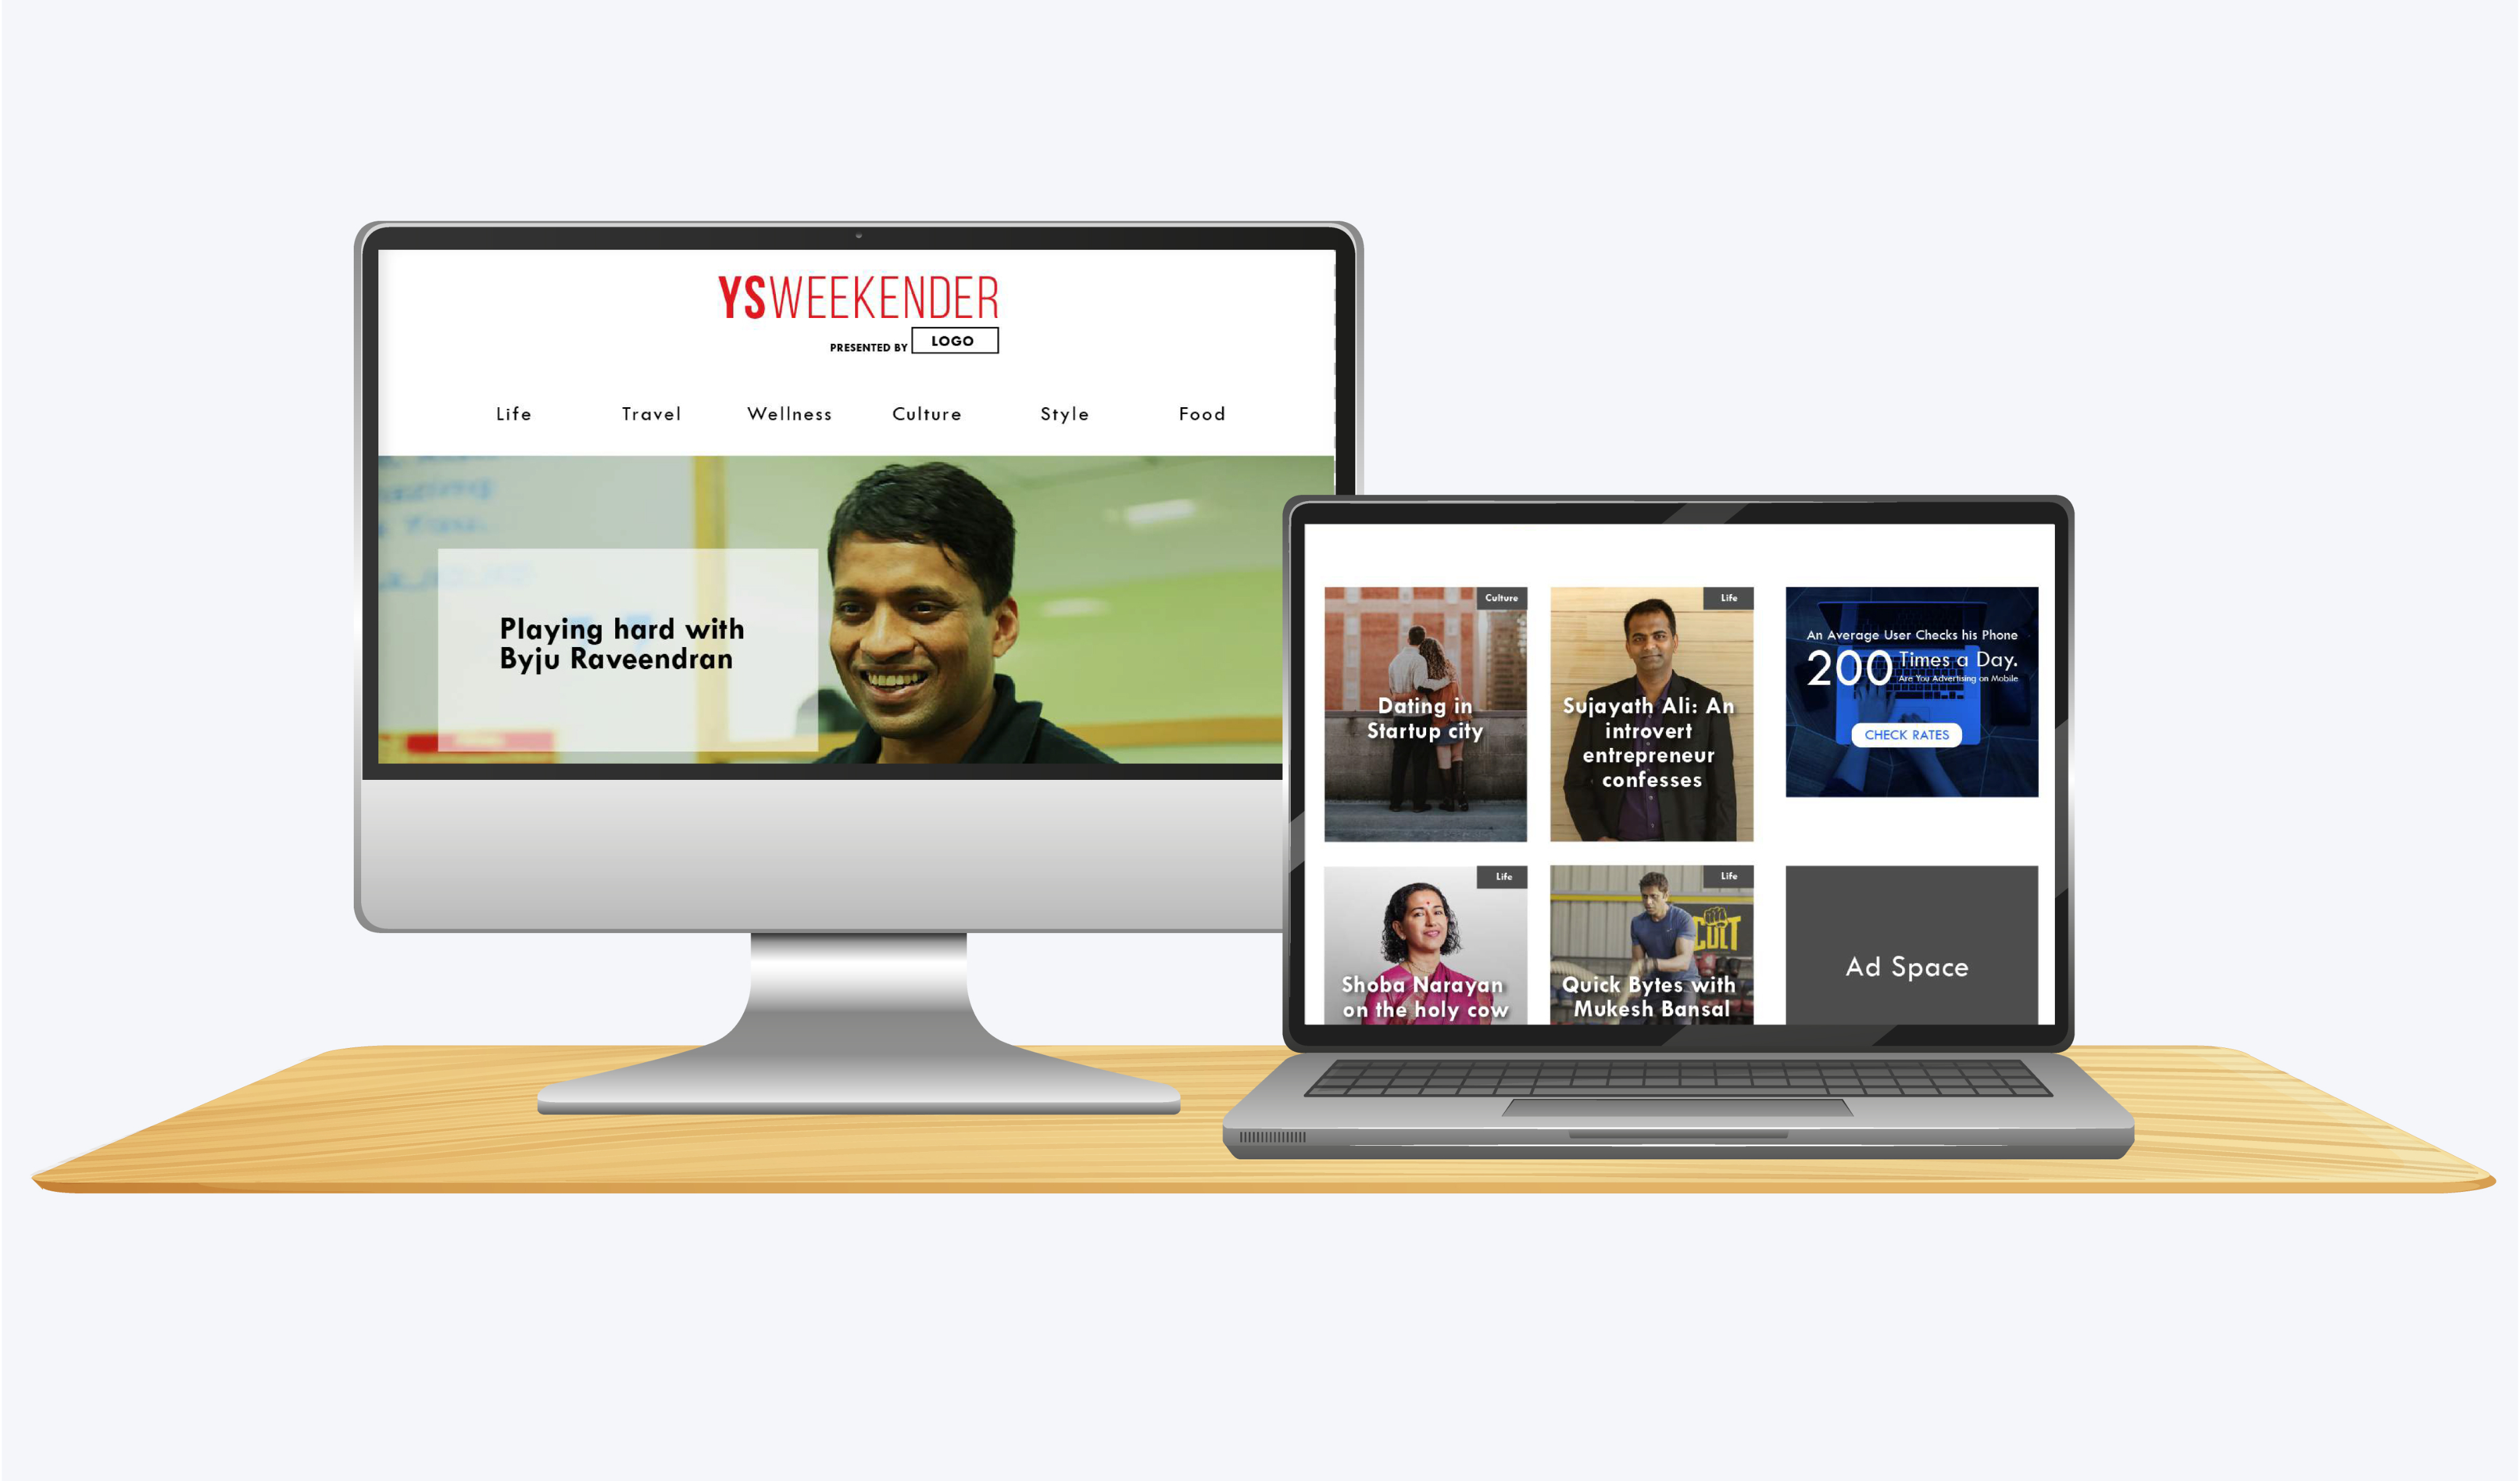 YSWEEKENDER
PRESENTED BY LOGO
Life Travel Wellness Culture Style Food
Playing hard with
Byju Raveendran
Culture
Dating in
Startup city
Life
Sujayath Ali: An
introvert
entrepreneur
confesses
An Average User Checks his Phone
200 Times a Day.
Are You Advertising on Mobile
CHECK RATES
Life
Shoba Narayan
on the holy cow
Life
CULT
Quick Bytes with
Mukesh Bansal
Ad Space